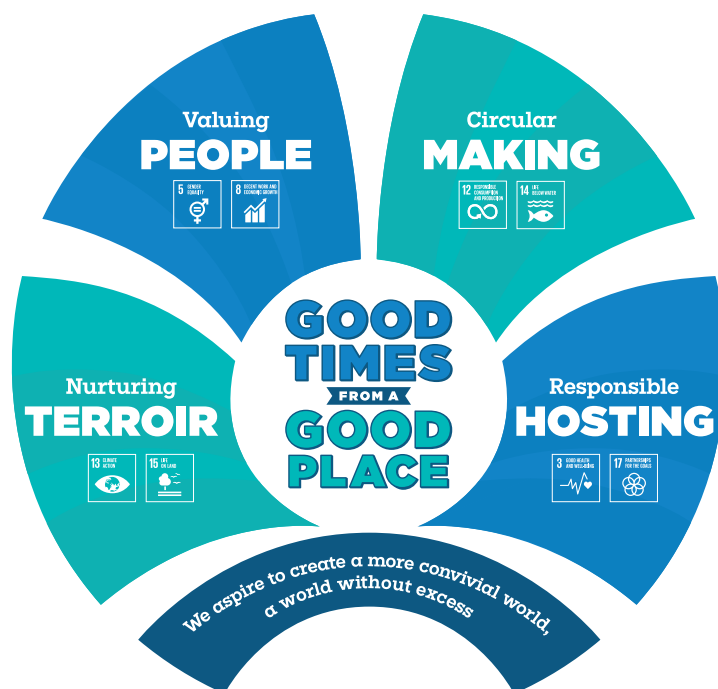 Valuing
PEOPLE
5 GENDER
EQUALITY
8 DECENT WORK AND
ECONOMIC GROWTH
Circular
MAKING
12 RESPONSIBLE
CONSUMPTION
AND PRODUCTION
14 LIFE
BELOW WATER
Nurturing
TERROIR
13 CLIMATE
ACTION
15 LIFE
ON LAND
GOOD
TIMES
FROM A
GOOD
PLACE
Responsible
HOSTING
3 GOOD HEALTH
AND WELL-BEING
17 PARTNERSHIPS
FOR THE GOALS
We aspire to create a more convivial world,
a world without excess